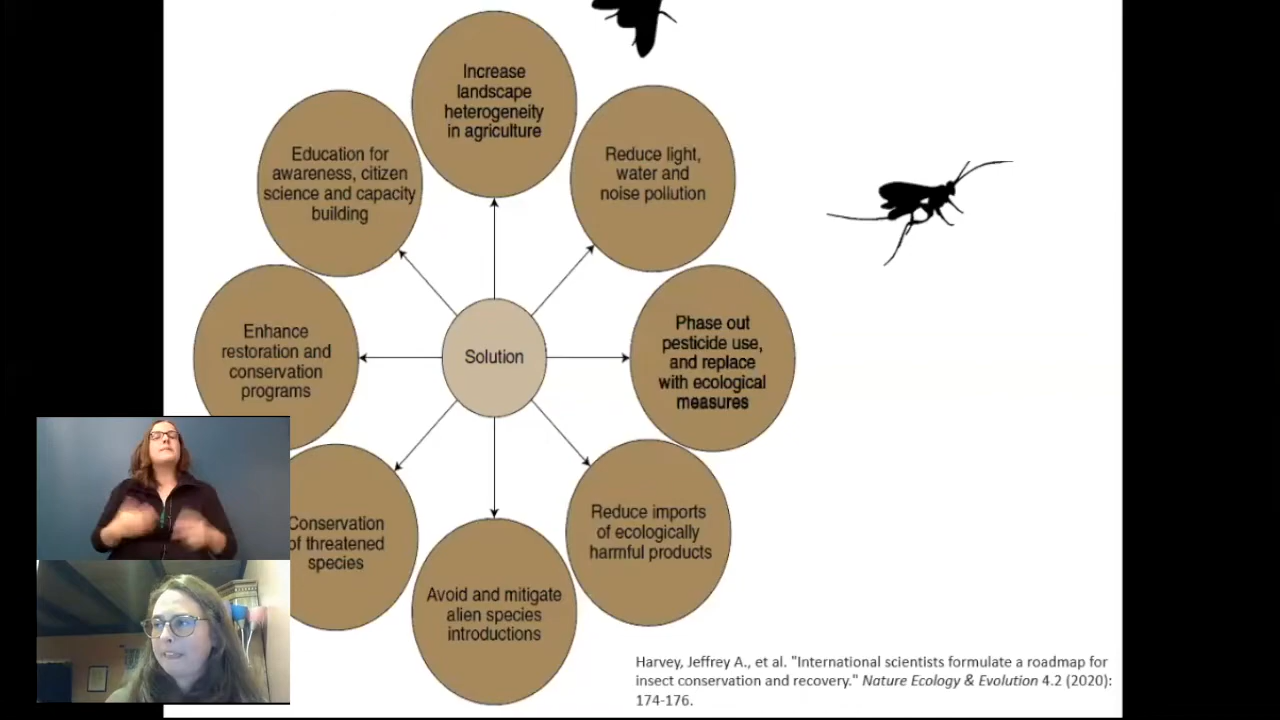 Increase
landscape
heterogeneity
in agriculture
Reduce light,
water and
noise pollution
Phase out
pesticide use,
and replace
with ecological
measures
Reduce imports
of ecologically
harmful products
Avoid and mitigate
alien species
introductions
Conservation
of threatened
species
Enhance
restoration and
conservation
programs
Education for
awareness, citizen
science and capacity
building
Solution
Harvey, Jeffrey A., et al. "International scientists formulate a roadmap for
insect conservation and recovery." Nature Ecology & Evolution 4.2 (2020):
174-176.